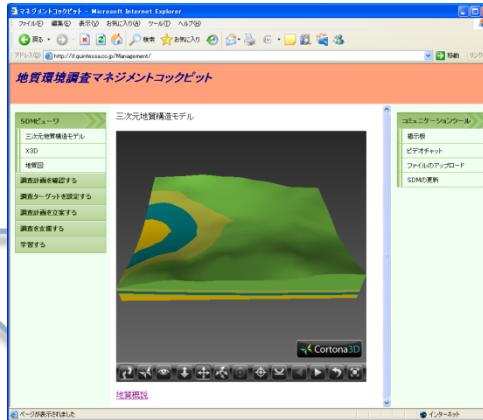 マネジメントコックピット - Microsoft Internet Explorer
ファイル(F) 編集(E) 表示(V) お気に入り(A) ツール(T) ヘルプ(H)
戻る 検索 お気に入り
アドレス(D) http://it.quintessa.co.jp/Management/ 移動 リンク
地質環境調査マネジメントコックピット
SDMビューワ
三次元地質構造モデル
X3D
地質図
調査計画を確認する
調査ターゲットを設定する
調査計画を立案する
調査を支援する
学習する
三次元地質構造モデル
Cortona3D
地質概説
コミュニケーションツール
掲示板
ビデオチャット
ファイルのアップロード
SDMの更新
ページが表示されました
インターネット